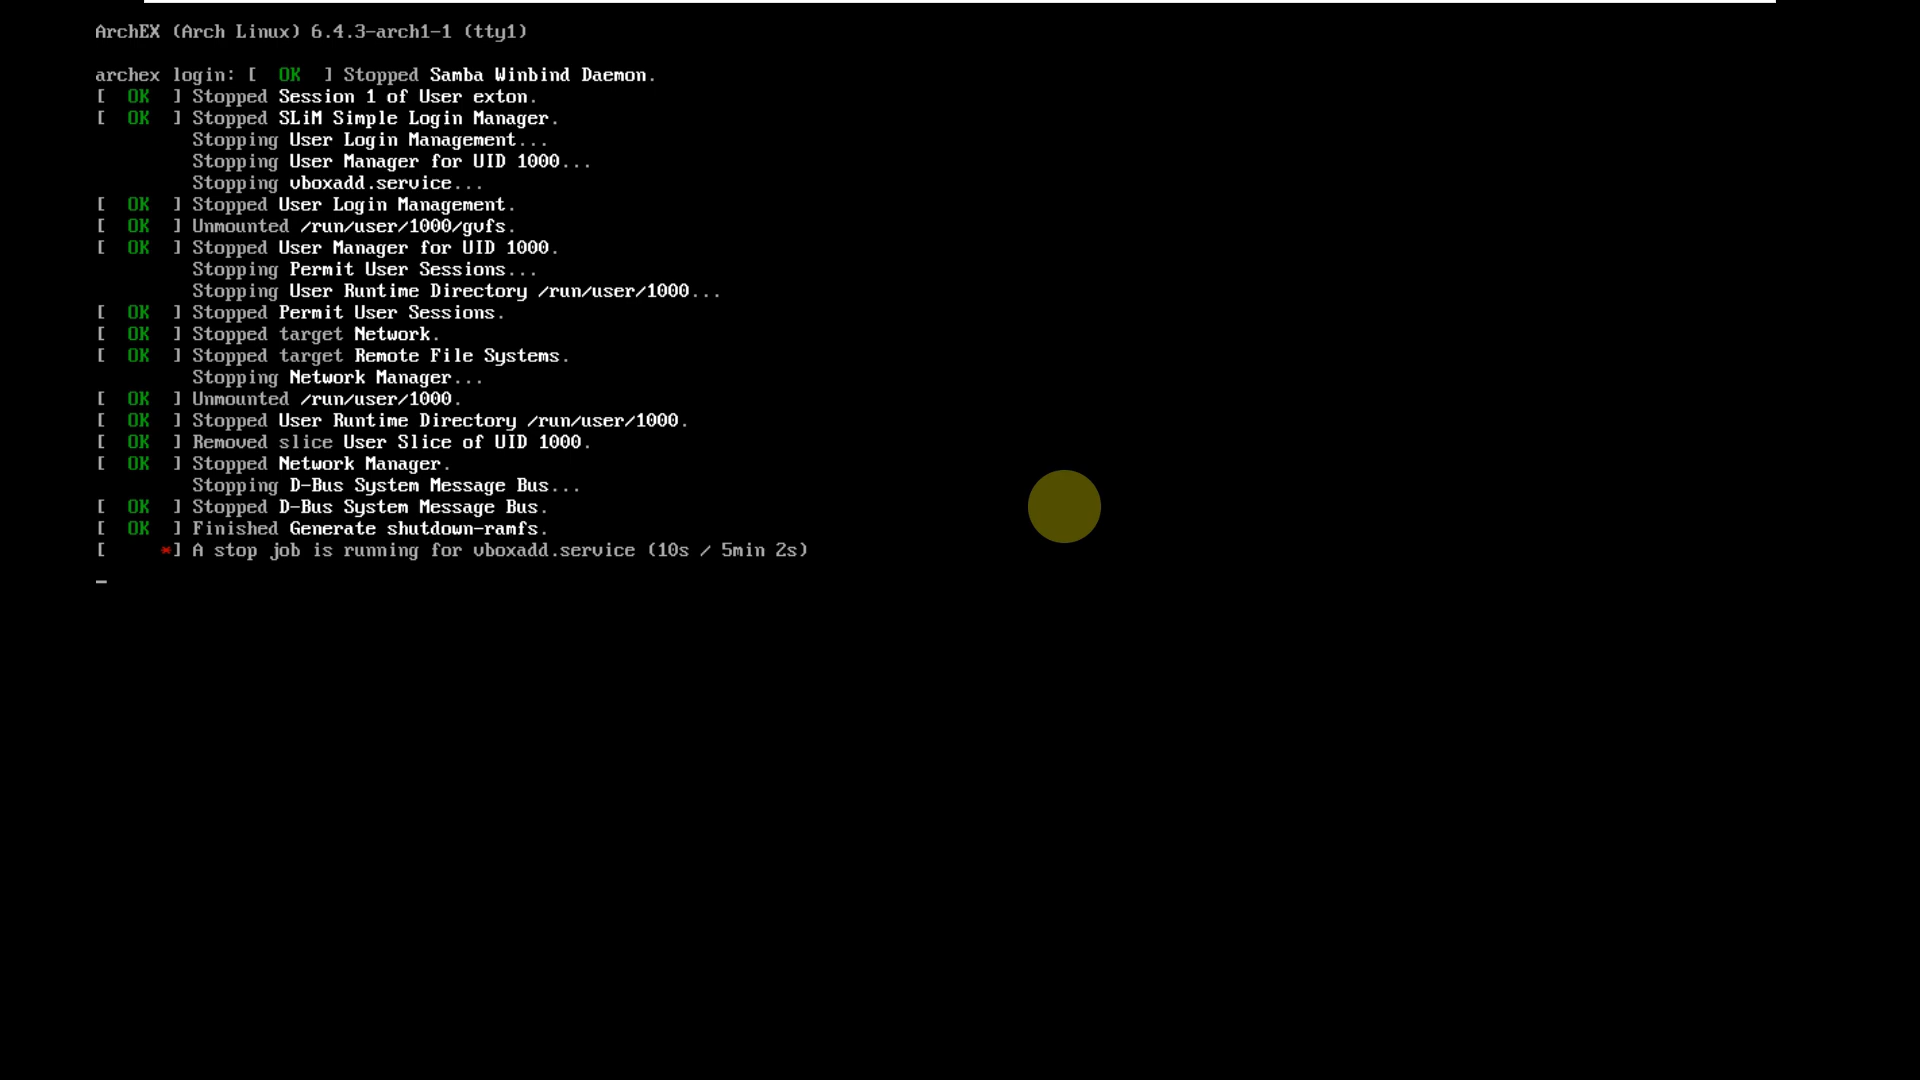 ArchEX (Arch Linux) 6.4.3-arch1-1 (tty1)
archex login: [  OK  ] Stopped Samba Winbind Daemon.
[  OK  ] Stopped Session 1 of User exton.
[  OK  ] Stopped SLiM Simple Login Manager.
Stopping User Login Management...
Stopping User Manager for UID 1000...
Stopping vboxadd.service...
[  OK  ] Stopped User Login Management.
[  OK  ] Unmounted /run/user/1000/gvfs.
[  OK  ] Stopped User Manager for UID 1000.
Stopping Permit User Sessions...
Stopping User Runtime Directory /run/user/1000...
[  OK  ] Stopped Permit User Sessions.
[  OK  ] Stopped target Network.
[  OK  ] Stopped target Remote File Systems.
Stopping Network Manager...
[  OK  ] Unmounted /run/user/1000.
[  OK  ] Stopped User Runtime Directory /run/user/1000.
[  OK  ] Removed slice User Slice of UID 1000.
[  OK  ] Stopped Network Manager.
Stopping D-Bus System Message Bus...
[  OK  ] Stopped D-Bus System Message Bus.
[  OK  ] Finished Generate shutdown-ramfs.
[     *] A stop job is running for vboxadd.service (10s / 5min 2s)
_